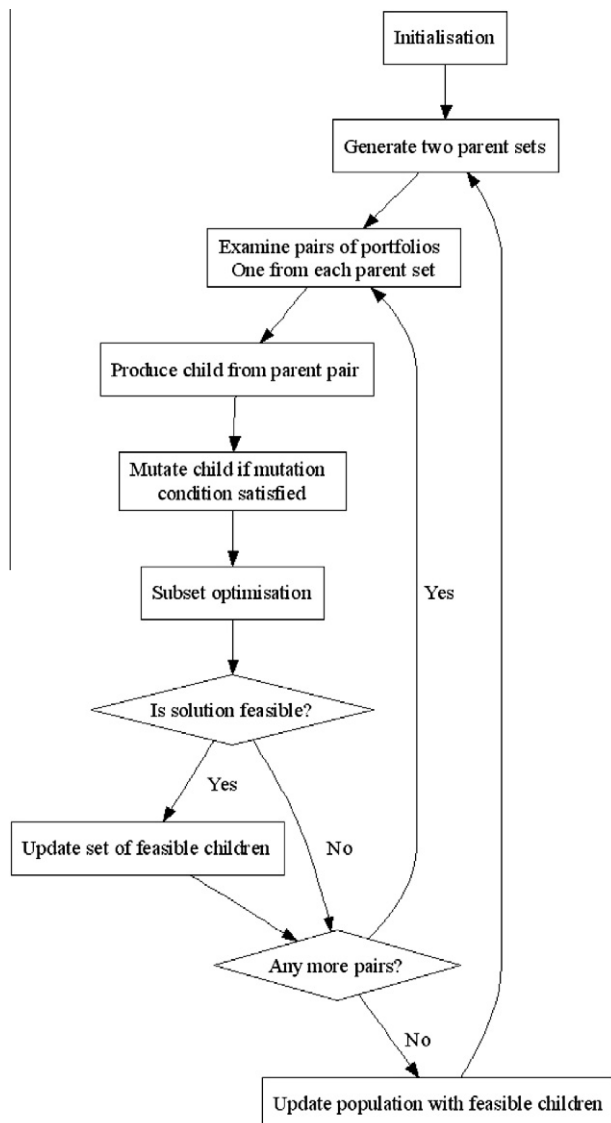 Initialisation
Generate two parent sets
Examine pairs of portfolios
One from each parent set
Produce child from parent pair
Mutate child if mutation
condition satisfied
Subset optimisation
Yes
Is solution feasible?
Yes
Update set of feasible children
No
Any more pairs?
No
Update population with feasible children